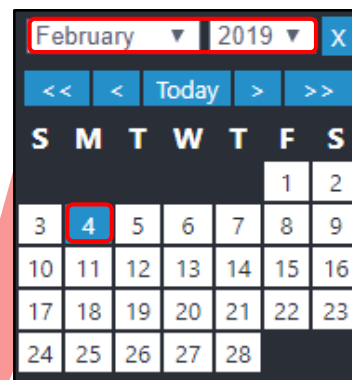 February ▼ 2019 ▼ X
<< < Today > >>
S M T W T F S
1 2
3 4 5 6 7 8 9
10 11 12 13 14 15 16
17 18 19 20 21 22 23
24 25 26 27 28